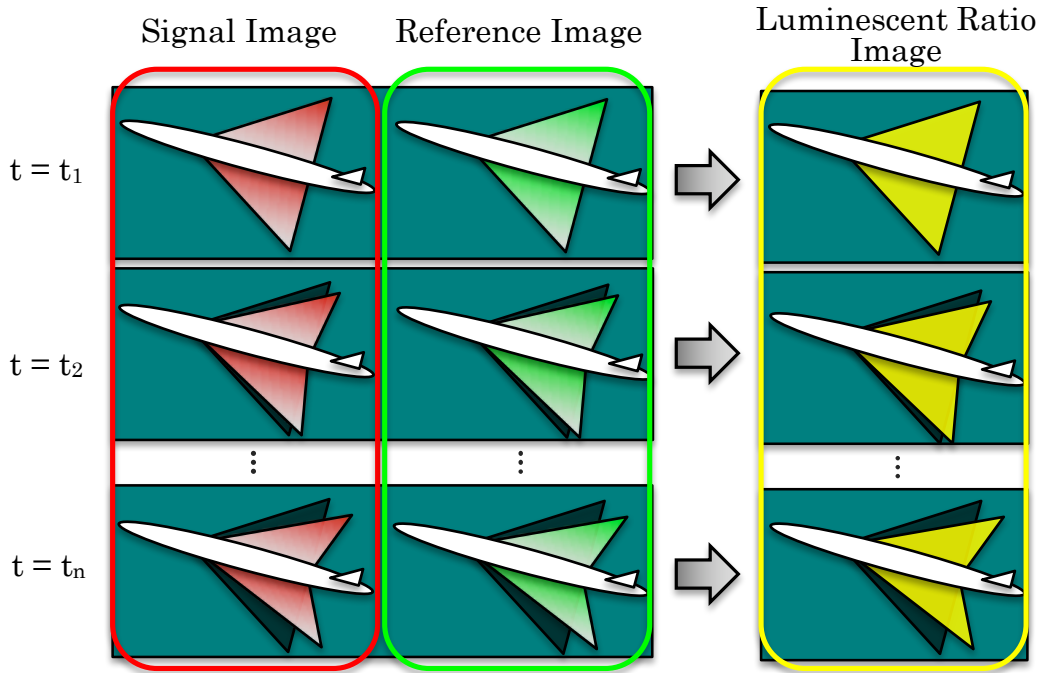 Signal Image
Reference Image
Luminescent Ratio
Image
t = t₁
t = t₂
⋮ ⋮ ⋮
t = tₙ